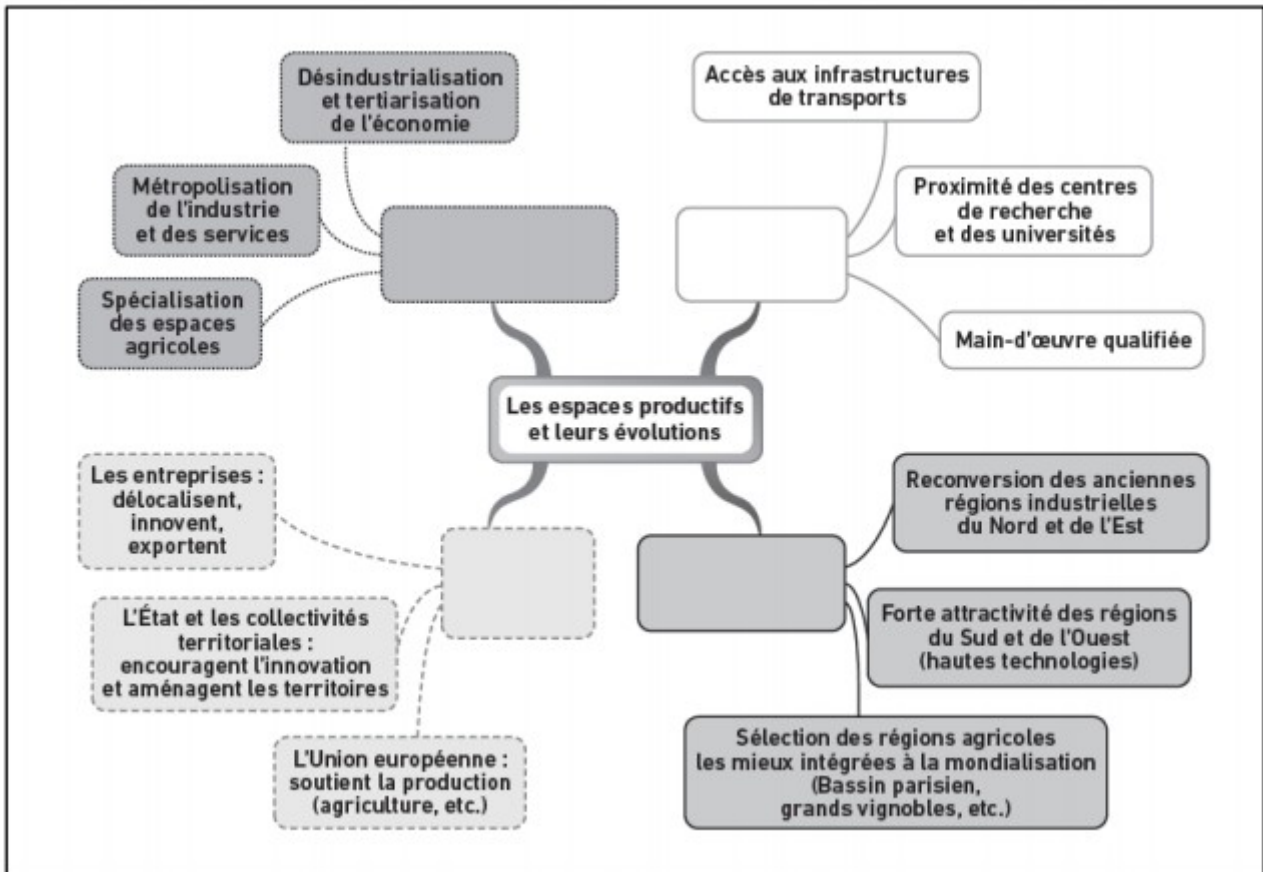 Désindustrialisation
et tertiarisation
de l'économie
Métropolisation
de l'industrie
et des services
Spécialisation
des espaces
agricoles
Accès aux infrastructures
de transports
Proximité des centres
de recherche
et des universités
Main-d'œuvre qualifiée
Les espaces productifs
et leurs évolutions
Les entreprises :
délocalisent,
innovent,
exportent
L'État et les collectivités
territoriales :
encouragent l'innovation
et aménagent les territoires
L'Union européenne :
soutient la production
(agriculture, etc.)
Reconversion des anciennes
régions industrielles
du Nord et de l'Est
Forte attractivité des régions
du Sud et de l'Ouest
(hautes technologies)
Sélection des régions agricoles
les mieux intégrées à la mondialisation
(Bassin parisien,
grands vignobles, etc.)